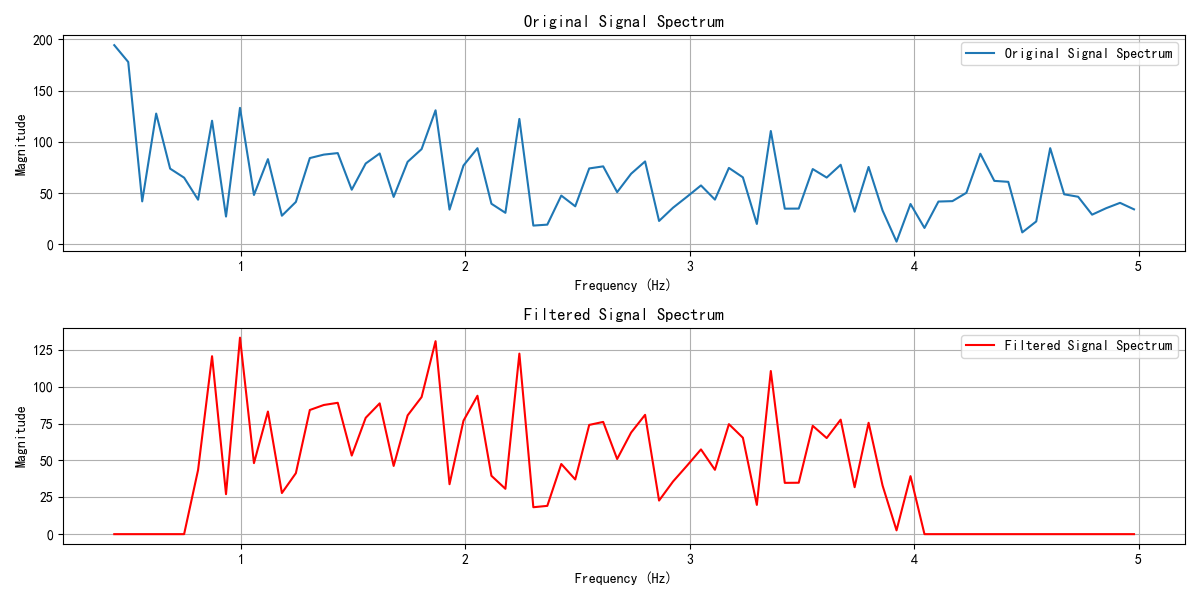 Original Signal Spectrum
200
150
100
50
0
Magnitude
Original Signal Spectrum
1 2 3 4 5
Frequency (Hz)
Filtered Signal Spectrum
125
100
75
50
25
0
Magnitude
Filtered Signal Spectrum
1 2 3 4 5
Frequency (Hz)